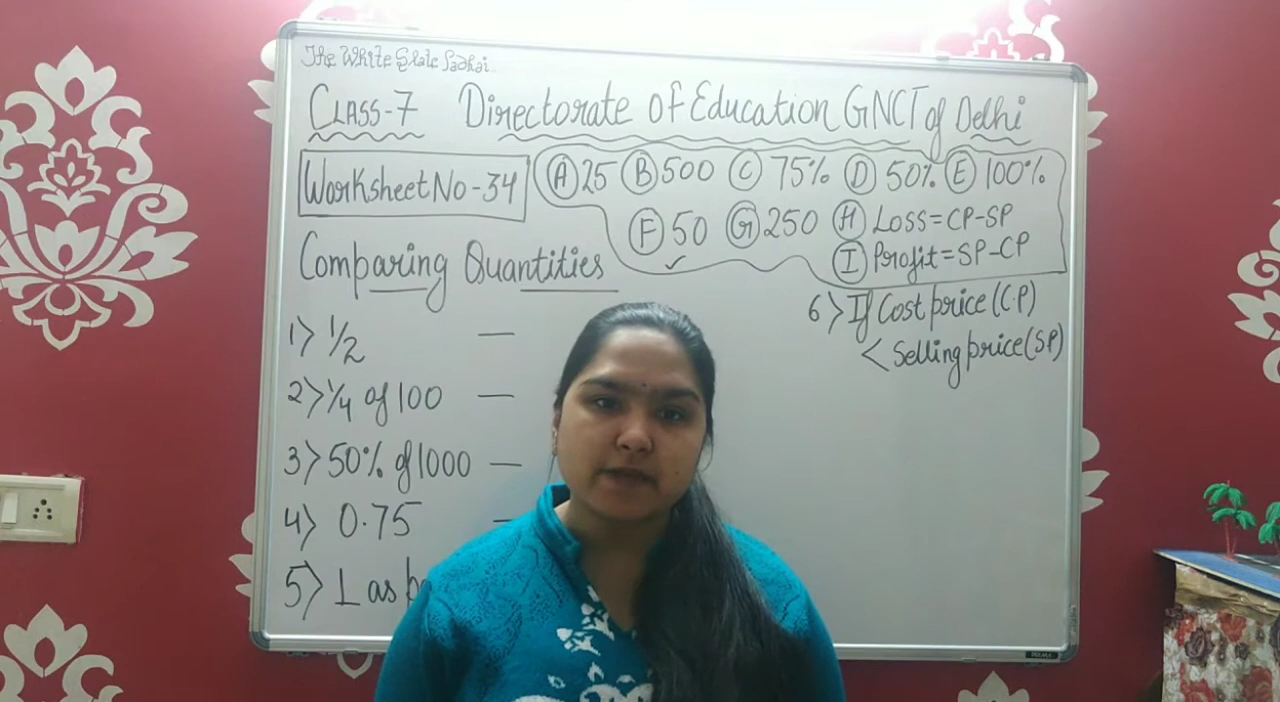 The White Slate Padhai
CLASS-7 Directorate of Education GNCT of Delhi
Worksheet No-34
(A) 25 (B) 500 (C) 75% (D) 50% (E) 100%
(F) 50 (G) 250 (H) Loss=CP-SP
(I) Profit=SP-CP
Comparing Quantities
1> 1/2 —
2> 1/4 of 100 —
3> 50% of 1000 —
4> 0.75 -
5> 1 as
6> If Cost price (C.P)
< Selling price (SP)